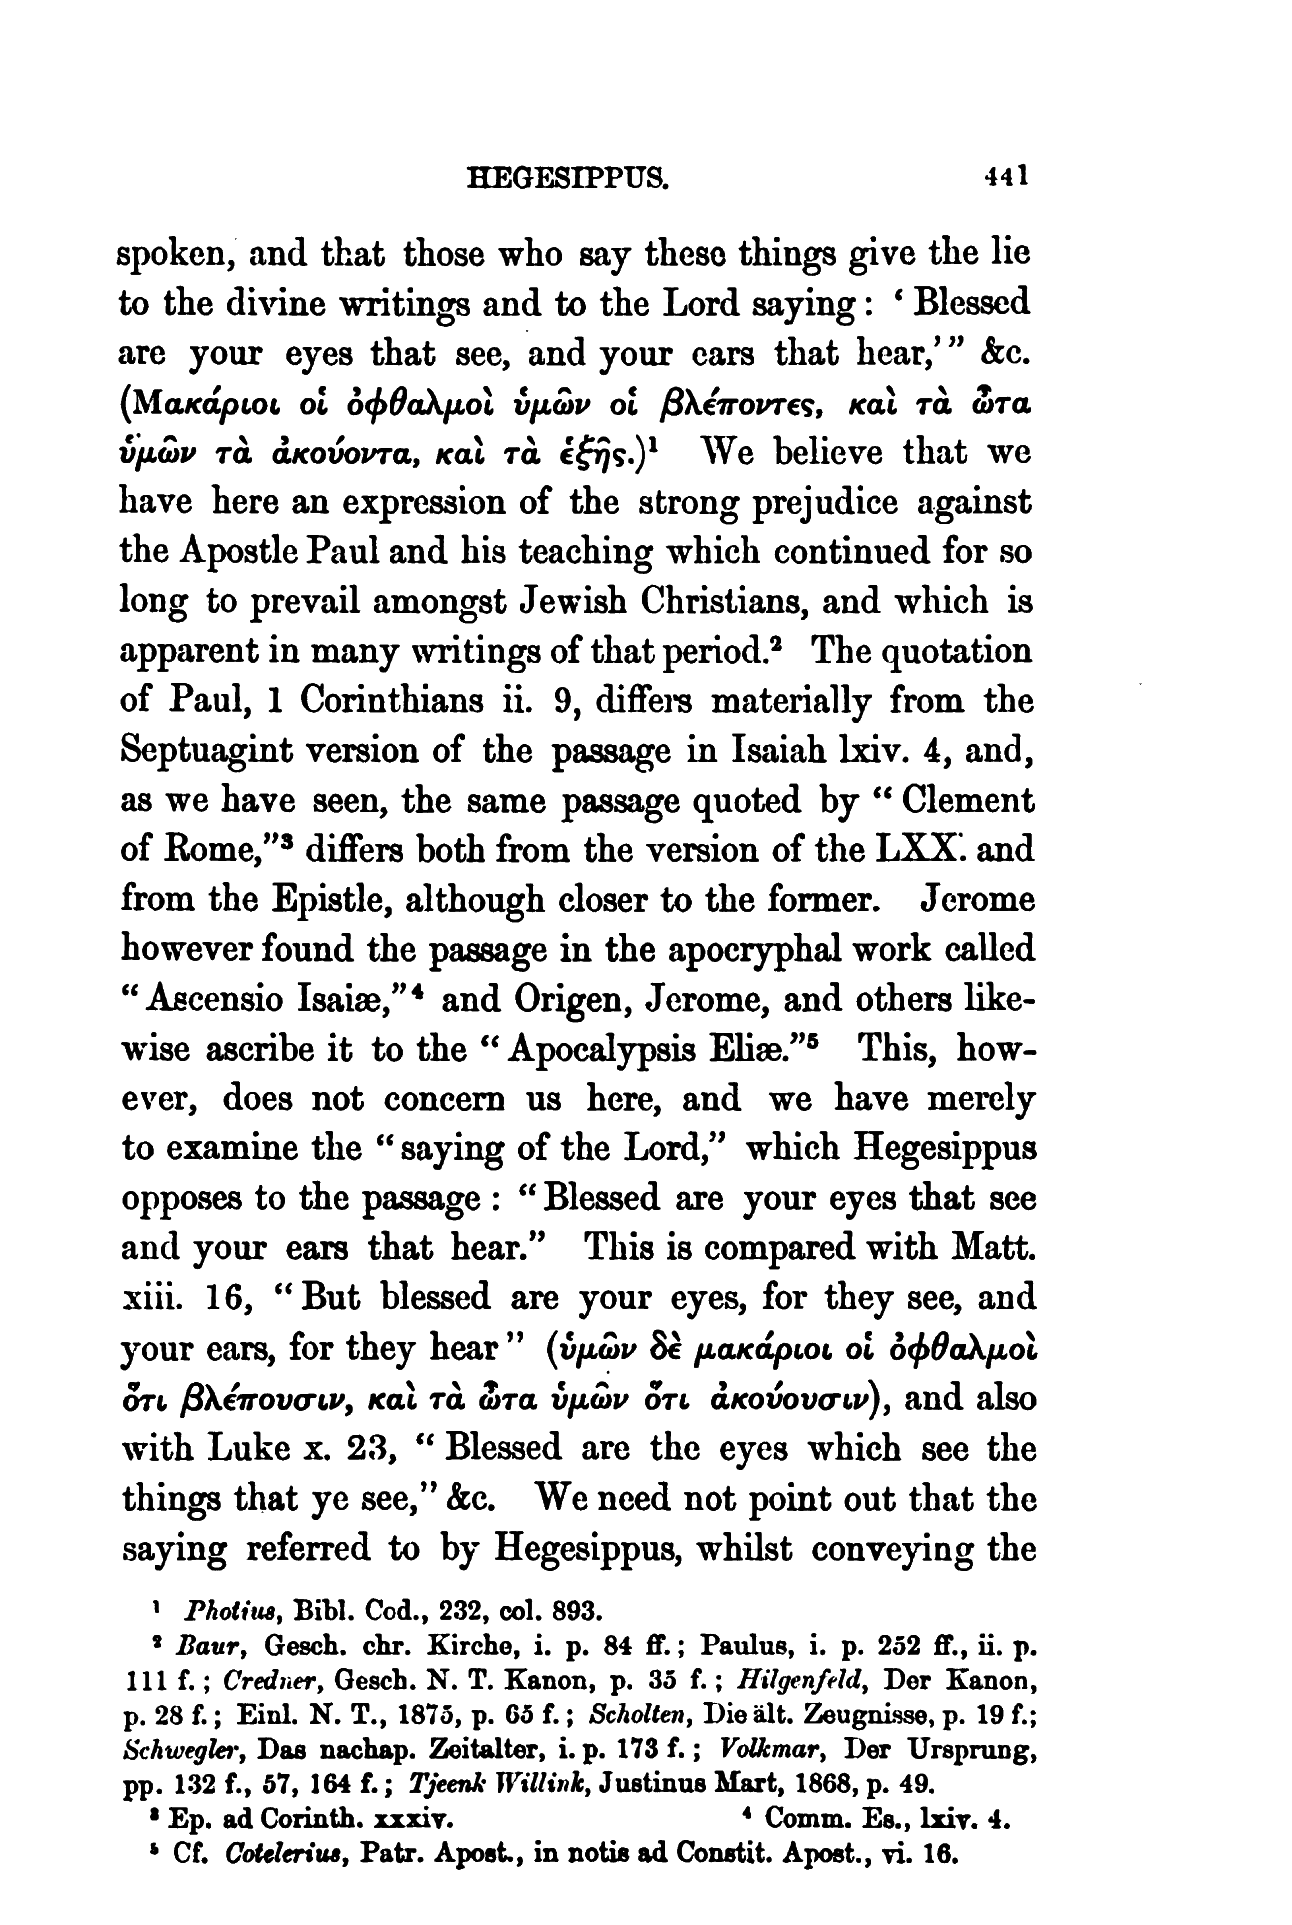 HEGESIPPUS. 441
spoken, and that those who say these things give the lie
to the divine writings and to the Lord saying: ‘Blessed
are your eyes that see, and your ears that hear,’” &c.
(Μακάριοι οἱ ὀφθαλμοὶ ὑμῶν οἱ βλέποντες, καὶ τὰ ὦτα
ὑμῶν τὰ ἀκούοντα, καὶ τὰ ἑξῆς.)¹ We believe that we
have here an expression of the strong prejudice against
the Apostle Paul and his teaching which continued for so
long to prevail amongst Jewish Christians, and which is
apparent in many writings of that period.² The quotation
of Paul, 1 Corinthians ii. 9, differs materially from the
Septuagint version of the passage in Isaiah lxiv. 4, and,
as we have seen, the same passage quoted by “Clement
of Rome,”³ differs both from the version of the LXX. and
from the Epistle, although closer to the former. Jerome
however found the passage in the apocryphal work called
“Ascensio Isaiæ,”⁴ and Origen, Jerome, and others like-
wise ascribe it to the “Apocalypsis Eliæ.”⁵ This, how-
ever, does not concern us here, and we have merely
to examine the “saying of the Lord,” which Hegesippus
opposes to the passage: “Blessed are your eyes that see
and your ears that hear.” This is compared with Matt.
xiii. 16, “But blessed are your eyes, for they see, and
your ears, for they hear” (ὑμῶν δὲ μακάριοι οἱ ὀφθαλμοὶ
ὅτι βλέπουσιν, καὶ τὰ ὦτα ὑμῶν ὅτι ἀκούουσιν), and also
with Luke x. 23, “Blessed are the eyes which see the
things that ye see,” &c. We need not point out that the
saying referred to by Hegesippus, whilst conveying the
¹ Photius, Bibl. Cod., 232, col. 893.
² Baur, Gesch. chr. Kirche, i. p. 84 ff.; Paulus, i. p. 252 ff., ii. p.
111 f.; Credner, Gesch. N. T. Kanon, p. 35 f.; Hilgenfeld, Der Kanon,
p. 28 f.; Einl. N. T., 1875, p. 65 f.; Scholten, Die ält. Zeugnisse, p. 19 f.;
Schwegler, Das nachap. Zeitalter, i. p. 173 f.; Volkmar, Der Ursprung,
pp. 132 f., 57, 164 f.; Tjeenk Willink, Justinus Mart, 1868, p. 49.
³ Ep. ad Corinth. xxxiv. ⁴ Comm. Es., lxiv. 4.
⁵ Cf. Cotelerius, Patr. Apost., in notis ad Constit. Apost., vi. 16.